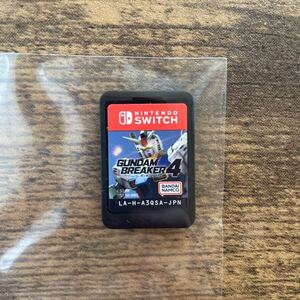 NINTENDO
SWITCH
GUNDAM
BREAKER 4
BANDAI
NAMCO
LA-H-A3QSA-JPN